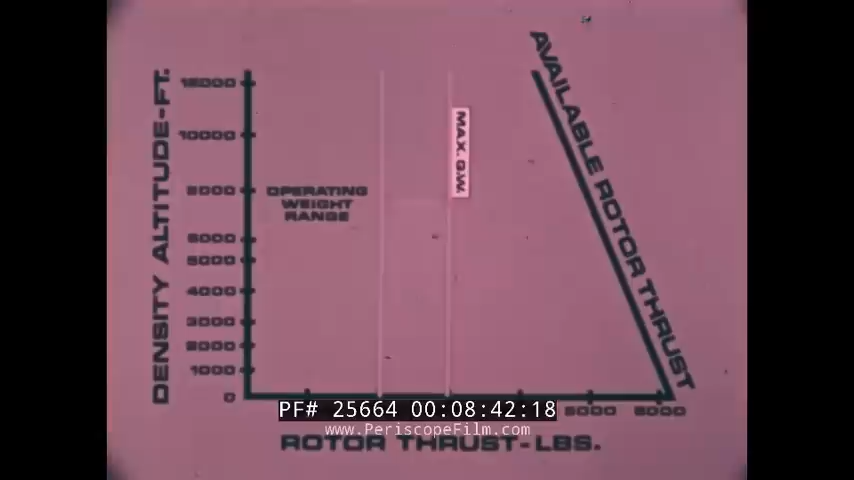 AVAILABLE ROTOR THRUST
DENSITY ALTITUDE-FT.
12000
10000
8000
6000
5000
4000
3000
2000
1000
0
OPERATING
WEIGHT
RANGE
MAX. G.W.
5000 6000
PF# 25664 00:08:42:18
www.PeriscopeFilm.com
ROTOR THRUST-LBS.